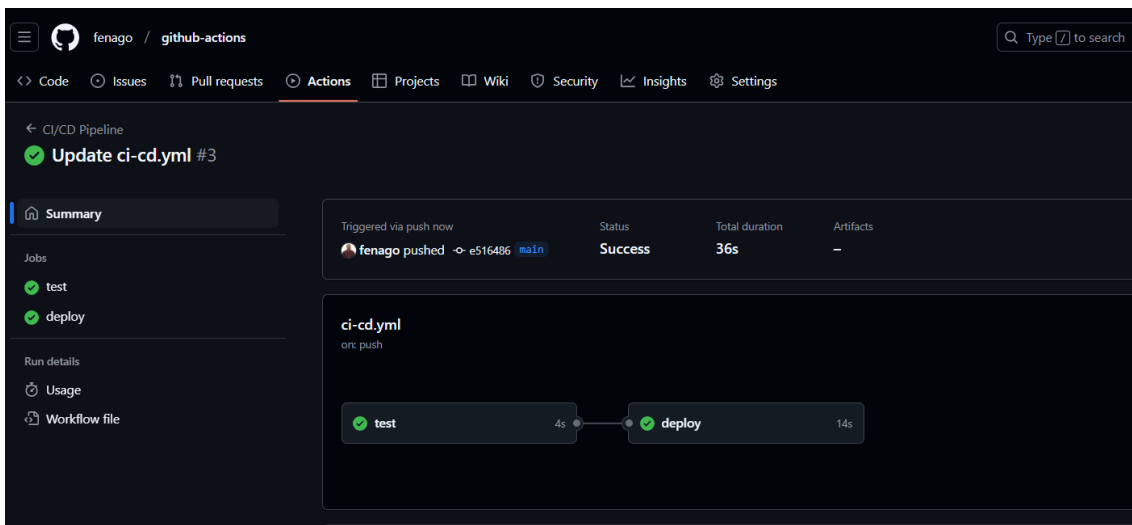 fenago / github-actions
Type / to search
Code Issues Pull requests Actions Projects Wiki Security Insights Settings
← CI/CD Pipeline
Update ci-cd.yml #3
Summary
Jobs
test
deploy
Run details
Usage
Workflow file
Triggered via push now
fenago pushed e516486 main
Status
Success
Total duration
36s
Artifacts
–
ci-cd.yml
on: push
test 4s
deploy 14s